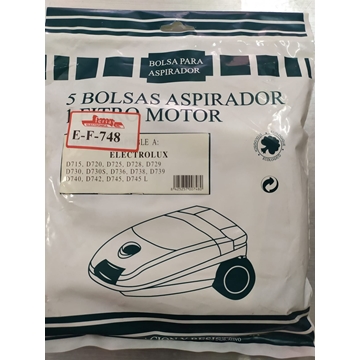 BOLSA PARA
ASPIRADOR
5 BOLSAS ASPIRADOR
MOTOR
E-F-748
LE A:
ELECTROLUX
D715, D720, D725, D728, D729
D730, D730S, D736, D738, D739
D740, D742, D745, D745 L